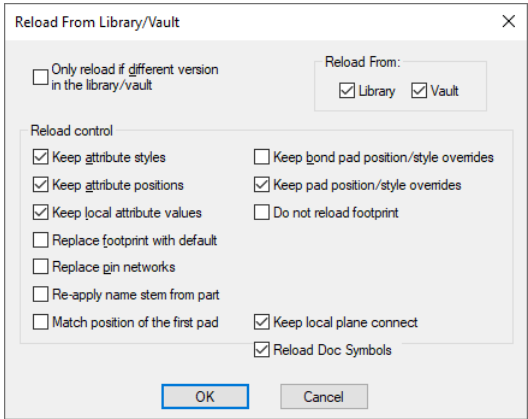 Reload From Library/Vault
Only reload if different version
in the library/vault
Reload From:
Library
Vault
Reload control
Keep attribute styles
Keep bond pad position/style overrides
Keep attribute positions
Keep pad position/style overrides
Keep local attribute values
Do not reload footprint
Replace footprint with default
Replace pin networks
Re-apply name stem from part
Match position of the first pad
Keep local plane connect
Reload Doc Symbols
OK
Cancel